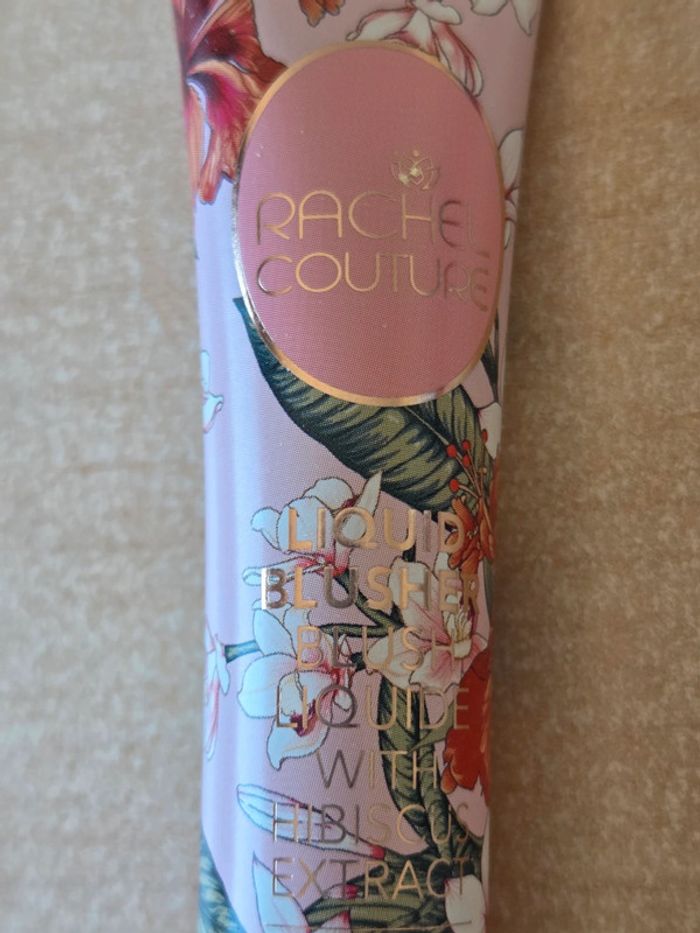 RACHEL
COUTURE
LIQUID
BLUSHER
BLUSH
LIQUIDE
WITH
HIBISCUS
EXTRACT